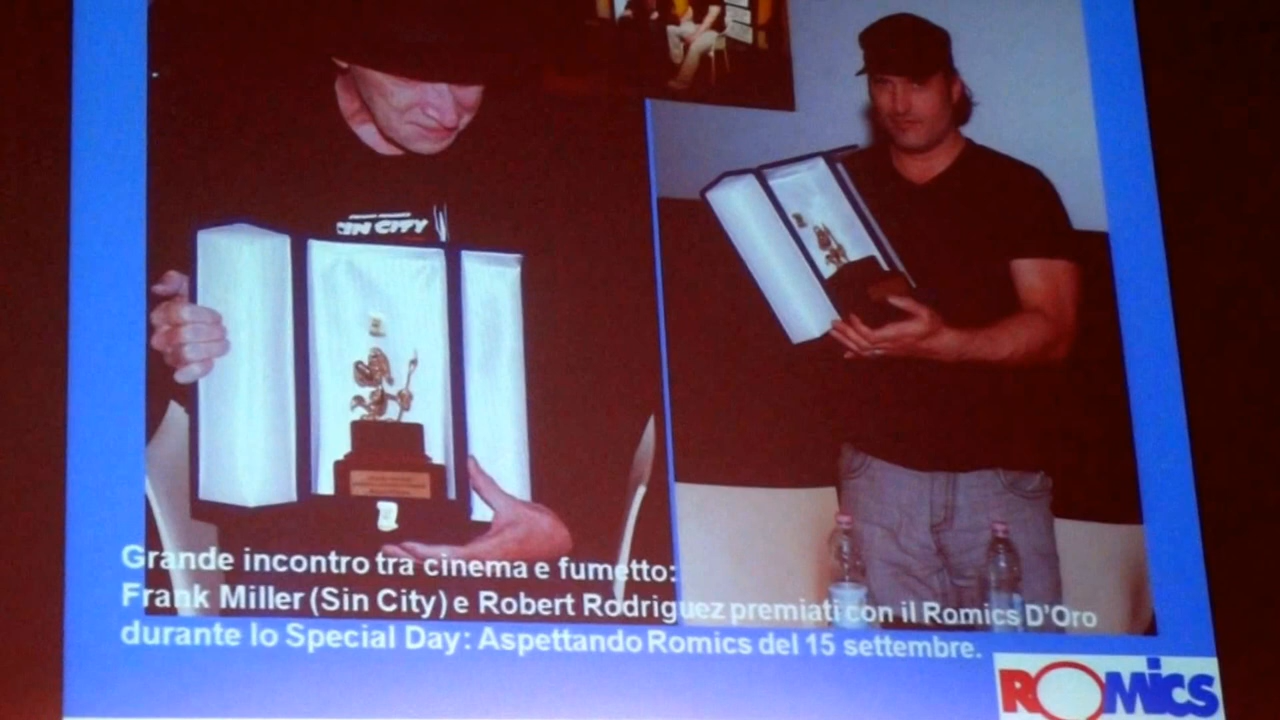 SIN CITY
Grande incontro tra cinema e fumetto:
Frank Miller (Sin City) e Robert Rodriguez premiati con il Romics D'Oro
durante lo Special Day: Aspettando Romics del 15 settembre.
ROMICS